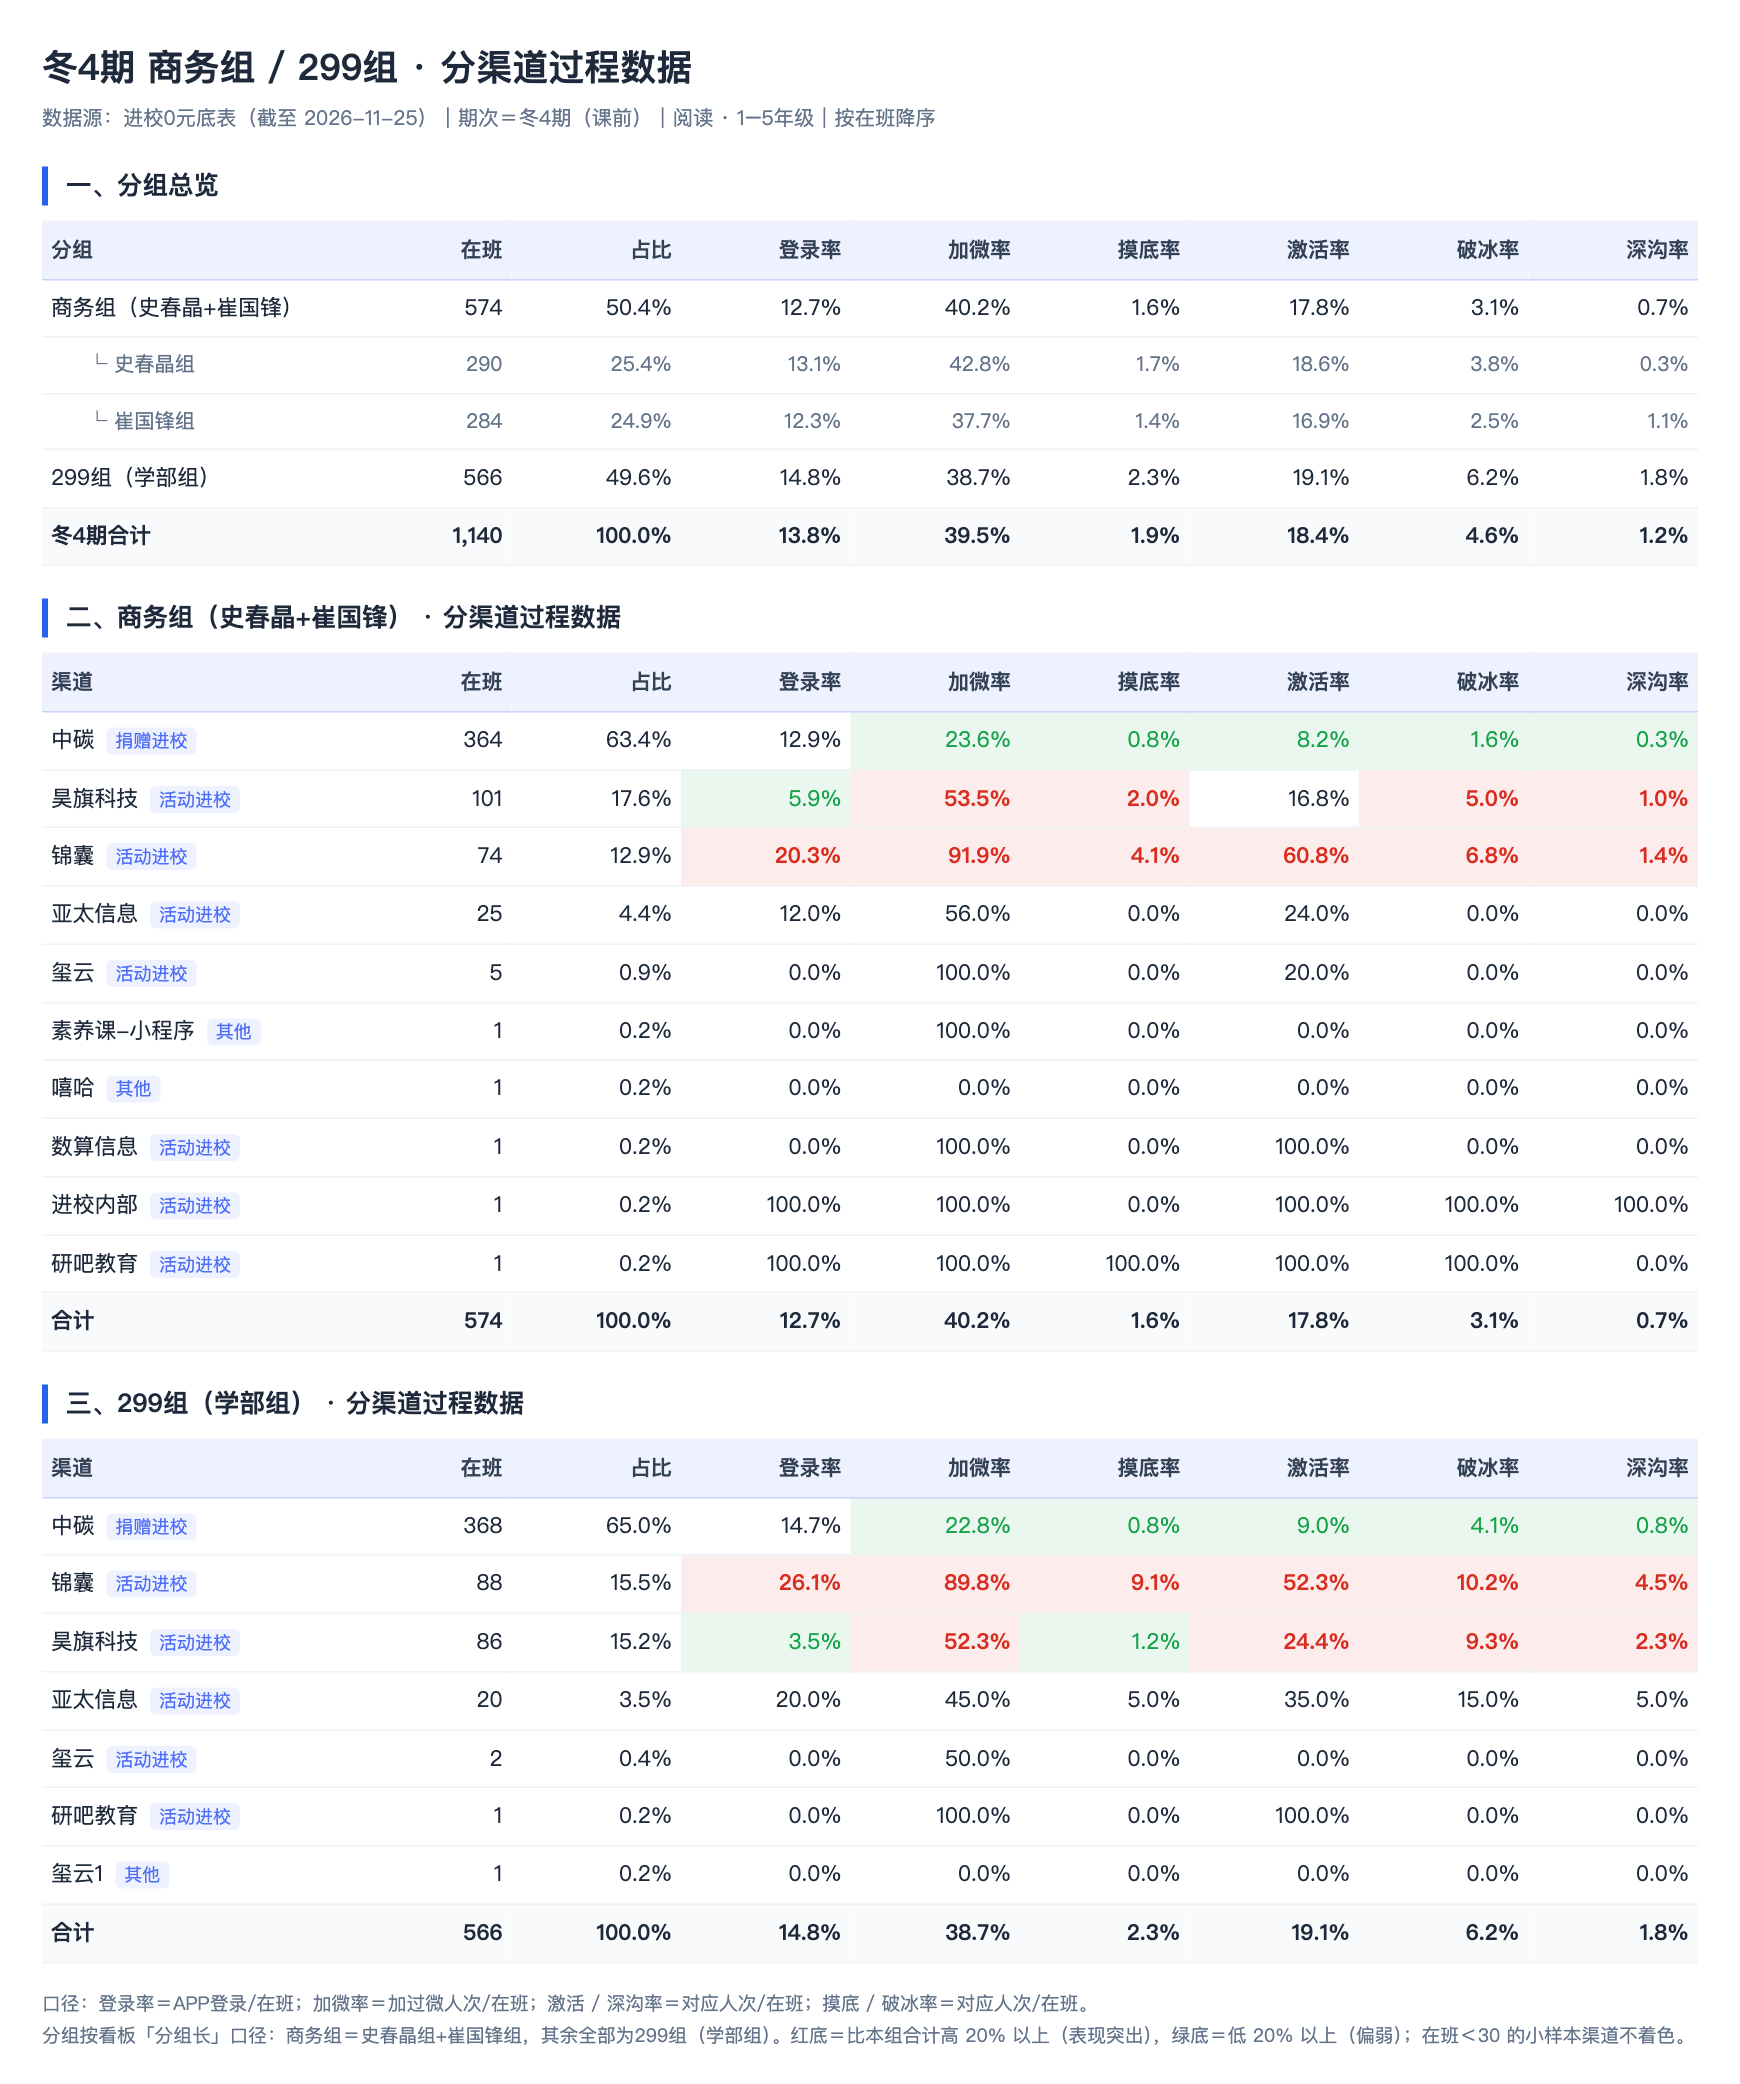 冬4期 商务组 / 299组 · 分渠道过程数据
数据源：进校0元底表（截至 2026-11-25）｜期次＝冬4期（课前）｜阅读 · 1—5年级｜按在班降序
一、分组总览
分组 在班 占比 登录率 加微率 摸底率 激活率 破冰率 深沟率
商务组（史春晶+崔国锋） 574 50.4% 12.7% 40.2% 1.6% 17.8% 3.1% 0.7%
└ 史春晶组 290 25.4% 13.1% 42.8% 1.7% 18.6% 3.8% 0.3%
└ 崔国锋组 284 24.9% 12.3% 37.7% 1.4% 16.9% 2.5% 1.1%
299组（学部组） 566 49.6% 14.8% 38.7% 2.3% 19.1% 6.2% 1.8%
冬4期合计 1,140 100.0% 13.8% 39.5% 1.9% 18.4% 4.6% 1.2%
二、商务组（史春晶+崔国锋） · 分渠道过程数据
渠道 在班 占比 登录率 加微率 摸底率 激活率 破冰率 深沟率
中碳 捐赠进校 364 63.4% 12.9% 23.6% 0.8% 8.2% 1.6% 0.3%
昊旗科技 活动进校 101 17.6% 5.9% 53.5% 2.0% 16.8% 5.0% 1.0%
锦囊 活动进校 74 12.9% 20.3% 91.9% 4.1% 60.8% 6.8% 1.4%
亚太信息 活动进校 25 4.4% 12.0% 56.0% 0.0% 24.0% 0.0% 0.0%
玺云 活动进校 5 0.9% 0.0% 100.0% 0.0% 20.0% 0.0% 0.0%
素养课-小程序 其他 1 0.2% 0.0% 100.0% 0.0% 0.0% 0.0% 0.0%
嘻哈 其他 1 0.2% 0.0% 0.0% 0.0% 0.0% 0.0% 0.0%
数算信息 活动进校 1 0.2% 0.0% 100.0% 0.0% 100.0% 0.0% 0.0%
进校内部 活动进校 1 0.2% 100.0% 100.0% 0.0% 100.0% 100.0% 100.0%
研吧教育 活动进校 1 0.2% 100.0% 100.0% 100.0% 100.0% 100.0% 0.0%
合计 574 100.0% 12.7% 40.2% 1.6% 17.8% 3.1% 0.7%
三、299组（学部组） · 分渠道过程数据
渠道 在班 占比 登录率 加微率 摸底率 激活率 破冰率 深沟率
中碳 捐赠进校 368 65.0% 14.7% 22.8% 0.8% 9.0% 4.1% 0.8%
锦囊 活动进校 88 15.5% 26.1% 89.8% 9.1% 52.3% 10.2% 4.5%
昊旗科技 活动进校 86 15.2% 3.5% 52.3% 1.2% 24.4% 9.3% 2.3%
亚太信息 活动进校 20 3.5% 20.0% 45.0% 5.0% 35.0% 15.0% 5.0%
玺云 活动进校 2 0.4% 0.0% 50.0% 0.0% 0.0% 0.0% 0.0%
研吧教育 活动进校 1 0.2% 0.0% 100.0% 0.0% 100.0% 0.0% 0.0%
玺云1 其他 1 0.2% 0.0% 0.0% 0.0% 0.0% 0.0% 0.0%
合计 566 100.0% 14.8% 38.7% 2.3% 19.1% 6.2% 1.8%
口径：登录率＝APP登录/在班；加微率＝加过微人次/在班；激活 / 深沟率＝对应人次/在班；摸底 / 破冰率＝对应人次/在班。
分组按看板「分组长」口径：商务组＝史春晶组+崔国锋组，其余全部为299组（学部组）。红底＝比本组合计高 20% 以上（表现突出），绿底＝低 20% 以上（偏弱）；在班＜30 的小样本渠道不着色。